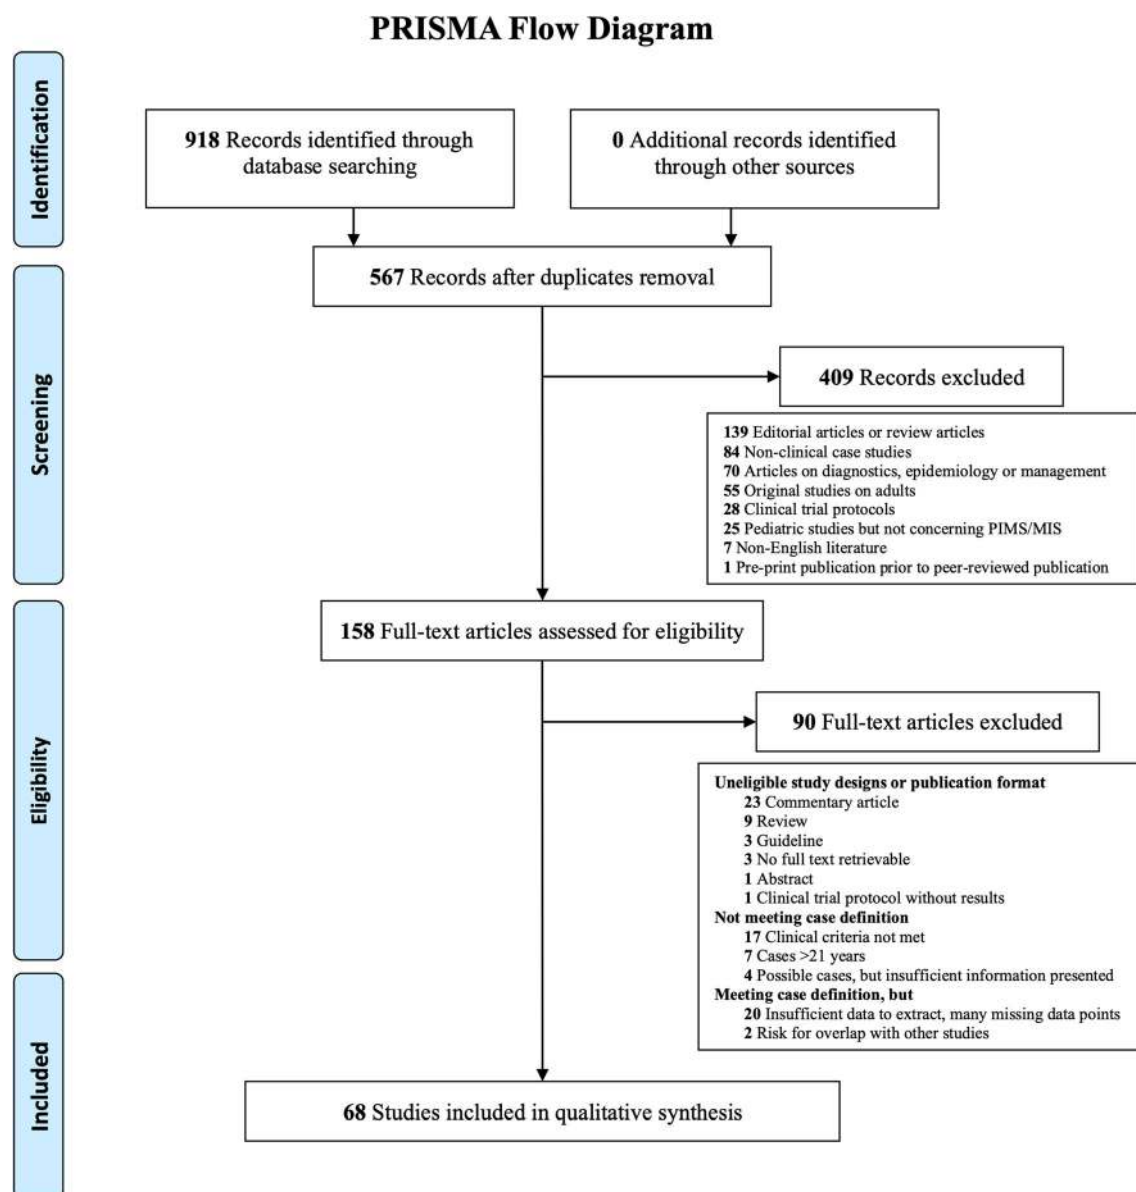 PRISMA Flow Diagram
Identification
918 Records identified through
database searching
0 Additional records identified
through other sources
567 Records after duplicates removal
Screening
409 Records excluded
139 Editorial articles or review articles
84 Non-clinical case studies
70 Articles on diagnostics, epidemiology or management
55 Original studies on adults
28 Clinical trial protocols
25 Pediatric studies but not concerning PIMS/MIS
7 Non-English literature
1 Pre-print publication prior to peer-reviewed publication
158 Full-text articles assessed for eligibility
Eligibility
90 Full-text articles excluded
Uneligible study designs or publication format
23 Commentary article
9 Review
3 Guideline
3 No full text retrievable
1 Abstract
1 Clinical trial protocol without results
Not meeting case definition
17 Clinical criteria not met
7 Cases >21 years
4 Possible cases, but insufficient information presented
Meeting case definition, but
20 Insufficient data to extract, many missing data points
2 Risk for overlap with other studies
Included
68 Studies included in qualitative synthesis